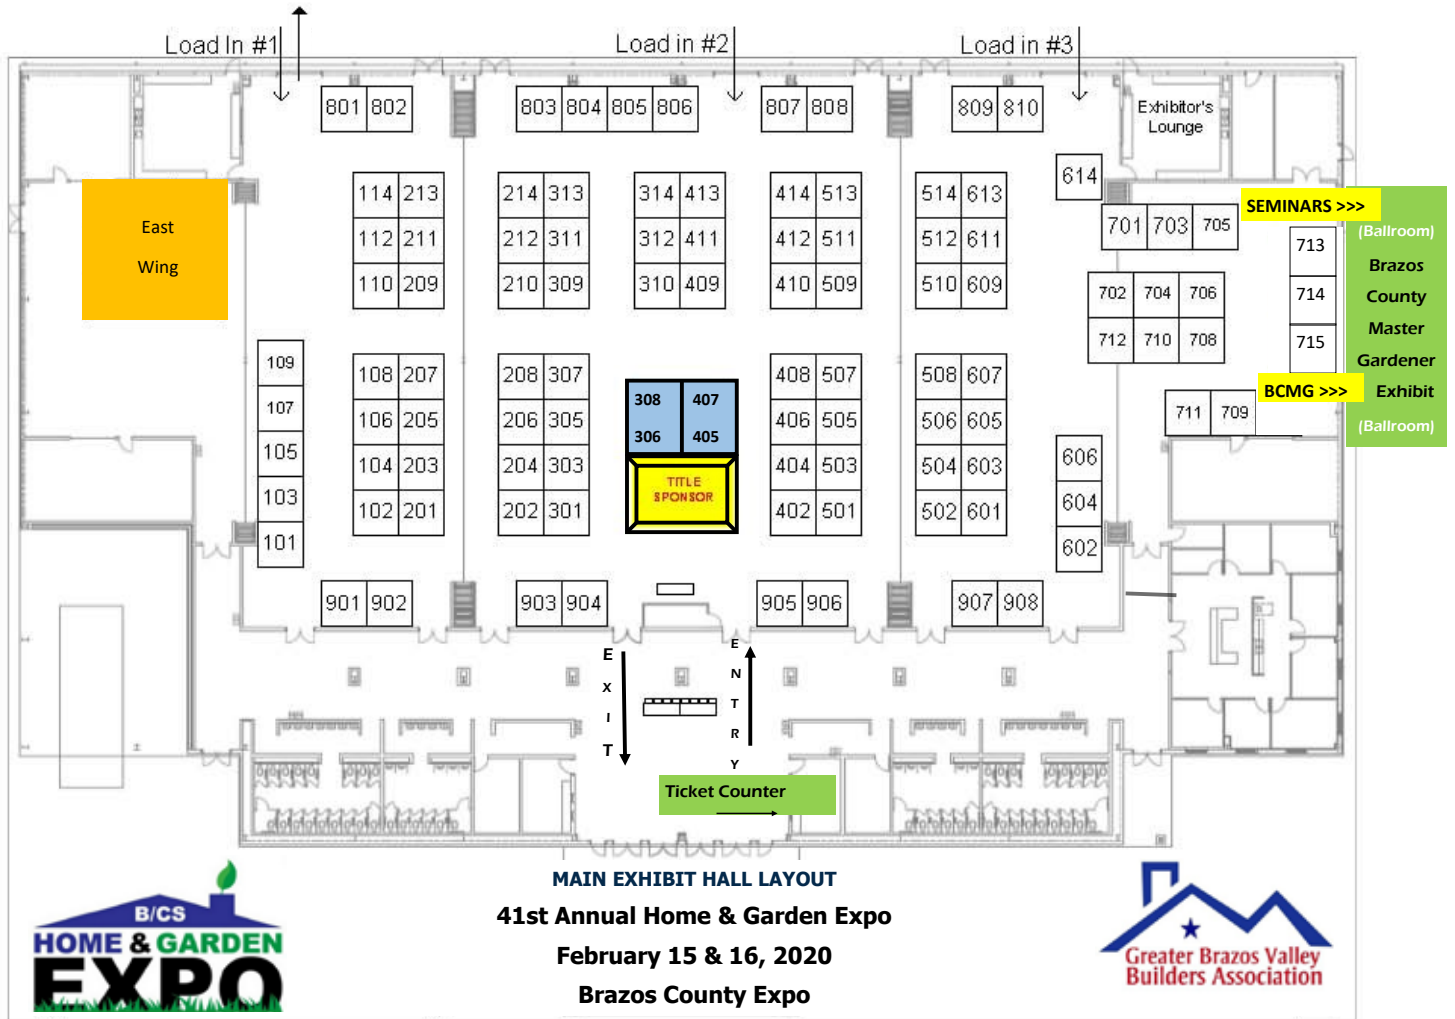 Load In #1
Load in #2
Load in #3
801 802
803 804 805 806
807 808
809 810
Exhibitor's
Lounge
614
East
Wing
114 213
112 211
110 209
214 313
212 311
210 309
314 413
312 411
310 409
414 513
412 511
410 509
514 613
512 611
510 609
701 703 705
SEMINARS >>>
(Ballroom)
Brazos
County
Master
Gardener
Exhibit
(Ballroom)
713
714
715
702 704 706
712 710 708
BCMG >>>
711 709
109
107
105
103
101
108 207
106 205
104 203
102 201
208 307
206 305
204 303
202 301
308 407
306 405
TITLE
SPONSOR
408 507
406 505
404 503
402 501
508 607
506 605
504 603
502 601
606
604
602
901 902
903 904
905 906
907 908
EXIT
ENTRY
Ticket Counter
MAIN EXHIBIT HALL LAYOUT
41st Annual Home & Garden Expo
February 15 & 16, 2020
Brazos County Expo
B/CS
HOME & GARDEN
EXPO
Greater Brazos Valley
Builders Association